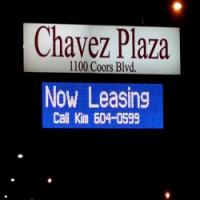 Chavez Plaza
1100 Coors Blvd.
Now Leasing
Call Kim 604-0599